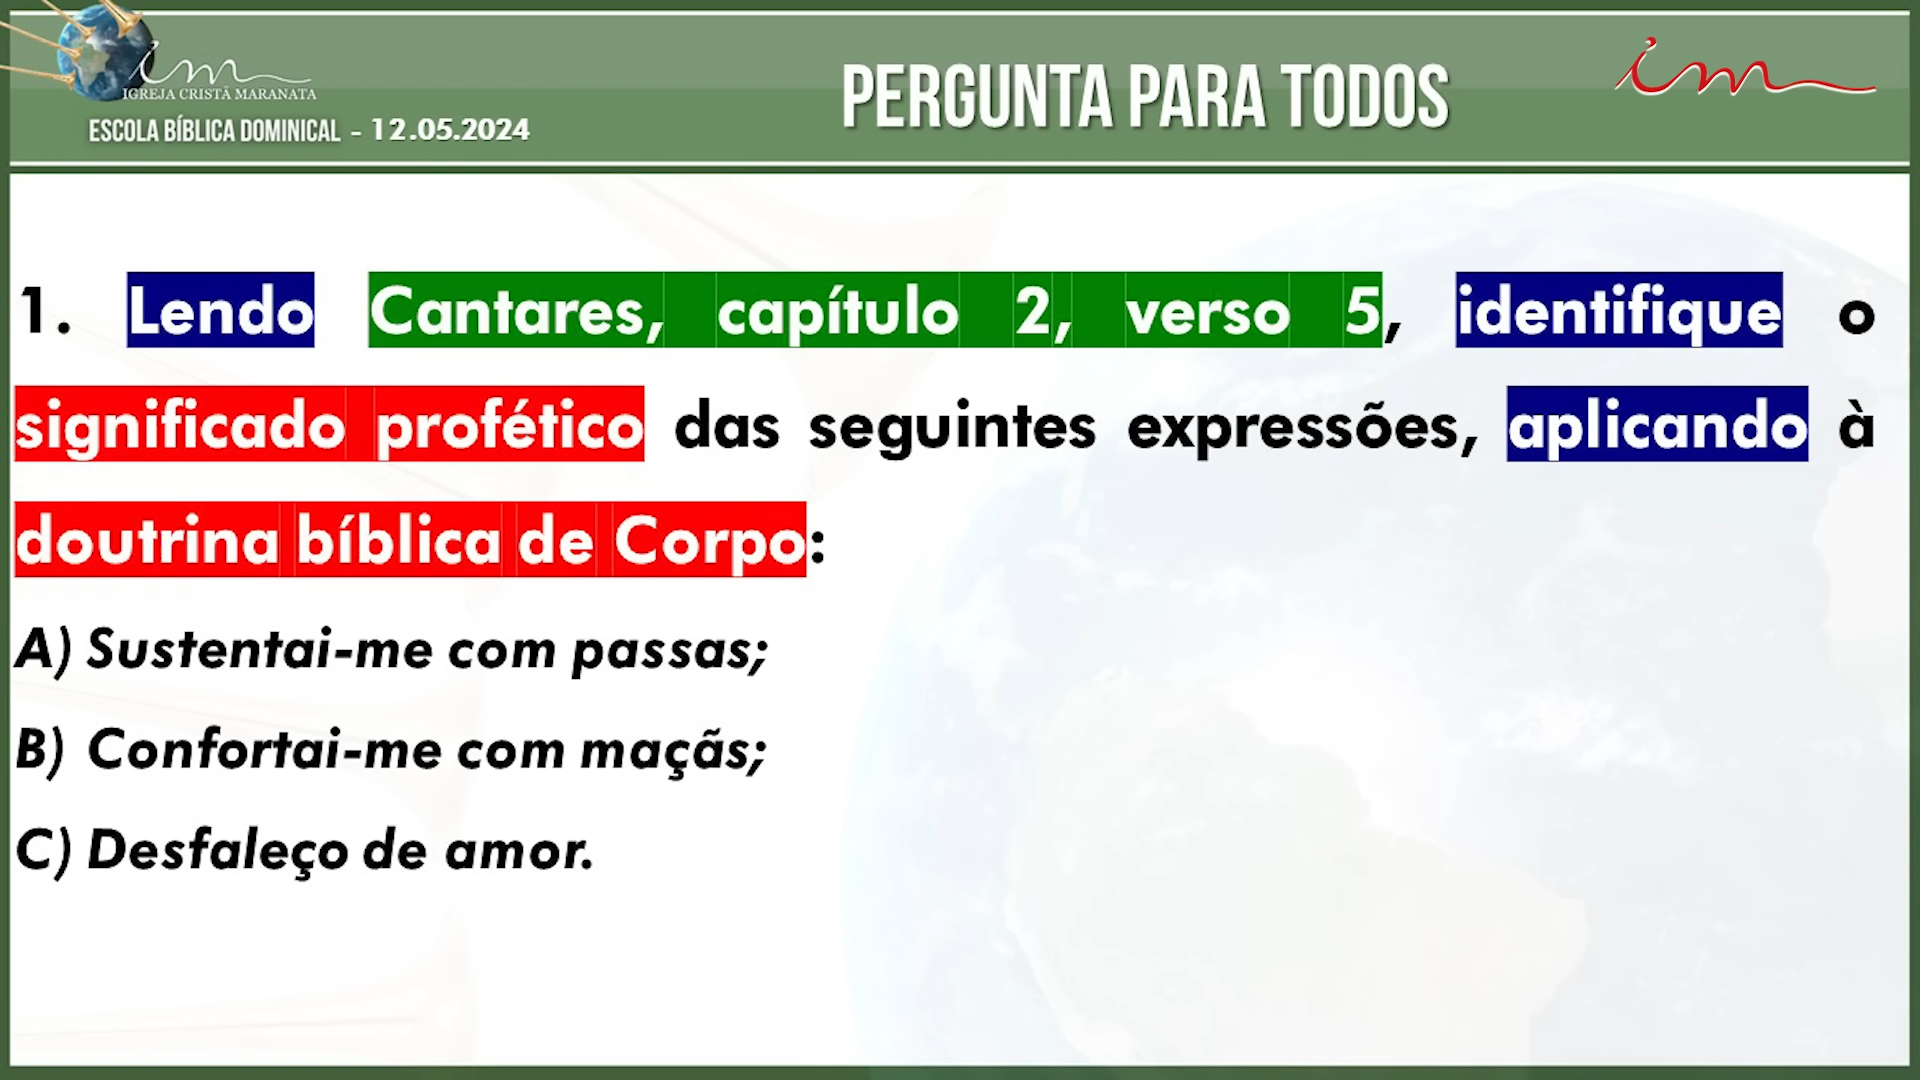 im
IGREJA CRISTÃ MARANATA
ESCOLA BÍBLICA DOMINICAL - 12.05.2024
PERGUNTA PARA TODOS
im
1. Lendo Cantares, capítulo 2, verso 5, identifique o
significado profético das seguintes expressões, aplicando à
doutrina bíblica de Corpo:
A) Sustentai-me com passas;
B) Confortai-me com maçãs;
C) Desfaleço de amor.